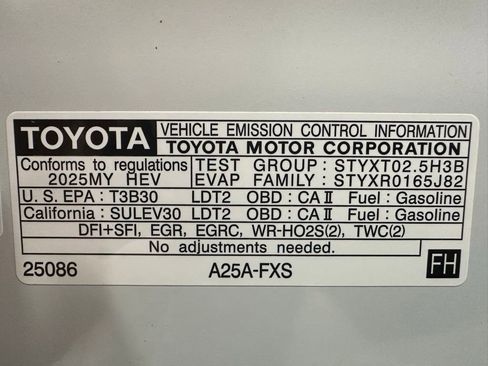 TOYOTA VEHICLE EMISSION CONTROL INFORMATION
TOYOTA MOTOR CORPORATION
Conforms to regulations TEST GROUP : STYXT02.5H3B
2025MY HEV EVAP FAMILY : STYXR0165J82
U. S. EPA : T3B30 LDT2 OBD : CA II Fuel : Gasoline
California : SULEV30 LDT2 OBD : CA II Fuel : Gasoline
DFI+SFI, EGR, EGRC, WR-HO2S(2), TWC(2)
No adjustments needed.
25086 A25A-FXS FH